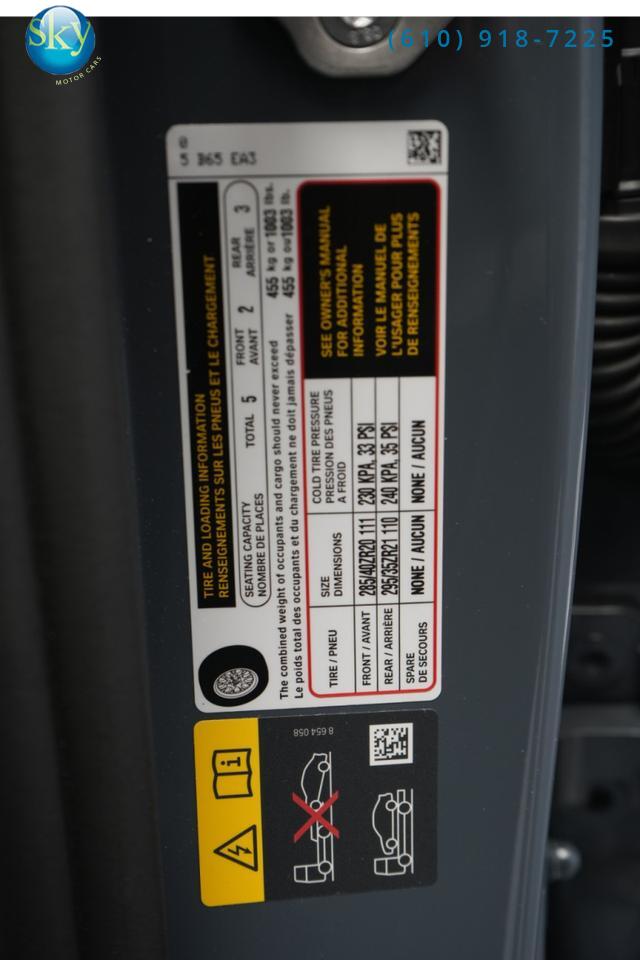 Sky
MOTOR CARS
(610) 918-7225
5 B65 EA3
TIRE AND LOADING INFORMATION
RENSEIGNEMENTS SUR LES PNEUS ET LE CHARGEMENT
SEATING CAPACITY
NOMBRE DE PLACES
TOTAL 5
FRONT
AVANT 2
REAR
ARRIÈRE 3
The combined weight of occupants and cargo should never exceed 455 kg or 1003 lbs.
Le poids total des occupants et du chargement ne doit jamais dépasser 455 kg ou 1003 lb.
TIRE / PNEU
SIZE
DIMENSIONS
COLD TIRE PRESSURE
PRESSION DES PNEUS
A FROID
FRONT / AVANT 285/40ZR20 111 230 KPA, 33 PSI
REAR / ARRIÈRE 295/35ZR21 110 240 KPA, 35 PSI
SPARE
DE SECOURS
NONE / AUCUN NONE / AUCUN
SEE OWNER'S MANUAL
FOR ADDITIONAL
INFORMATION
VOIR LE MANUEL DE
L'USAGER POUR PLUS
DE RENSEIGNEMENTS
8 654 058